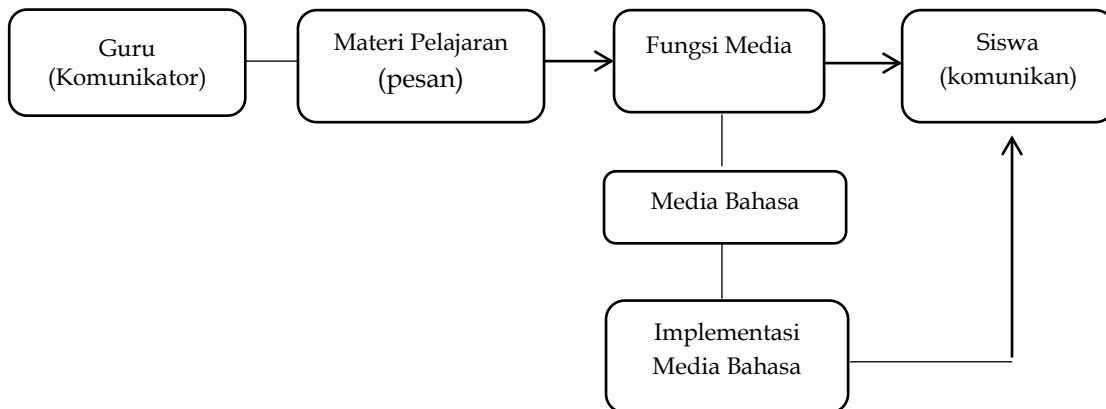 Guru
(Komunikator)
Materi Pelajaran
(pesan)
Fungsi Media
Siswa
(komunikan)
Media Bahasa
Implementasi
Media Bahasa